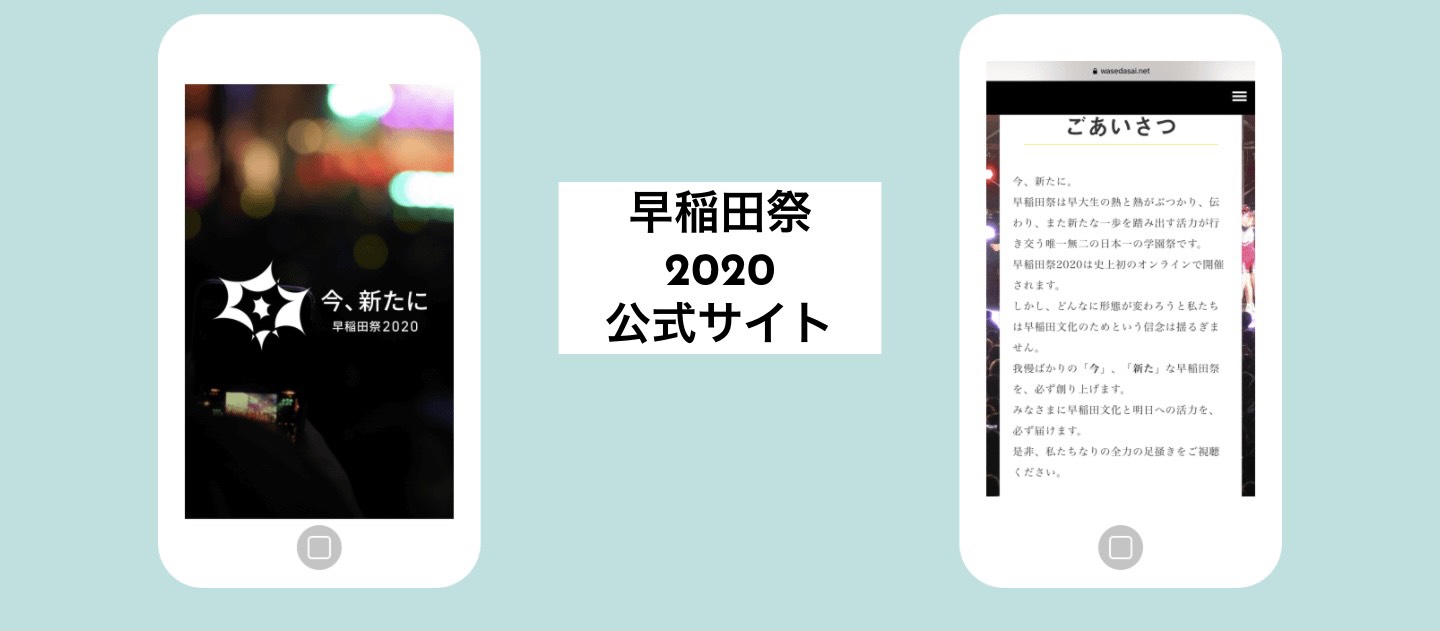 今、新たに
早稲田祭2020
早稲田祭
2020
公式サイト
wasedasai.net
ごあいさつ
今、新たに。
早稲田祭は早大生の熱と熱がぶつかり、伝
わり、また新たな一歩を踏み出す活力が行
き交う唯一無二の日本一の学園祭です。
早稲田祭2020は史上初のオンラインで開催
されます。
しかし、どんなに形態が変わろうと私たち
は早稲田文化のためという信念は揺るぎま
せん。
我慢ばかりの「今」、「新た」な早稲田祭
を、必ず創り上げます。
みなさまに早稲田文化と明日への活力を、
必ず届けます。
是非、私たちなりの全力の足掻きをご視聴
ください。